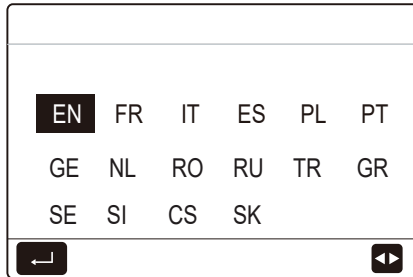 EN FR IT ES PL PT
GE NL RO RU TR GR
SE SI CS SK